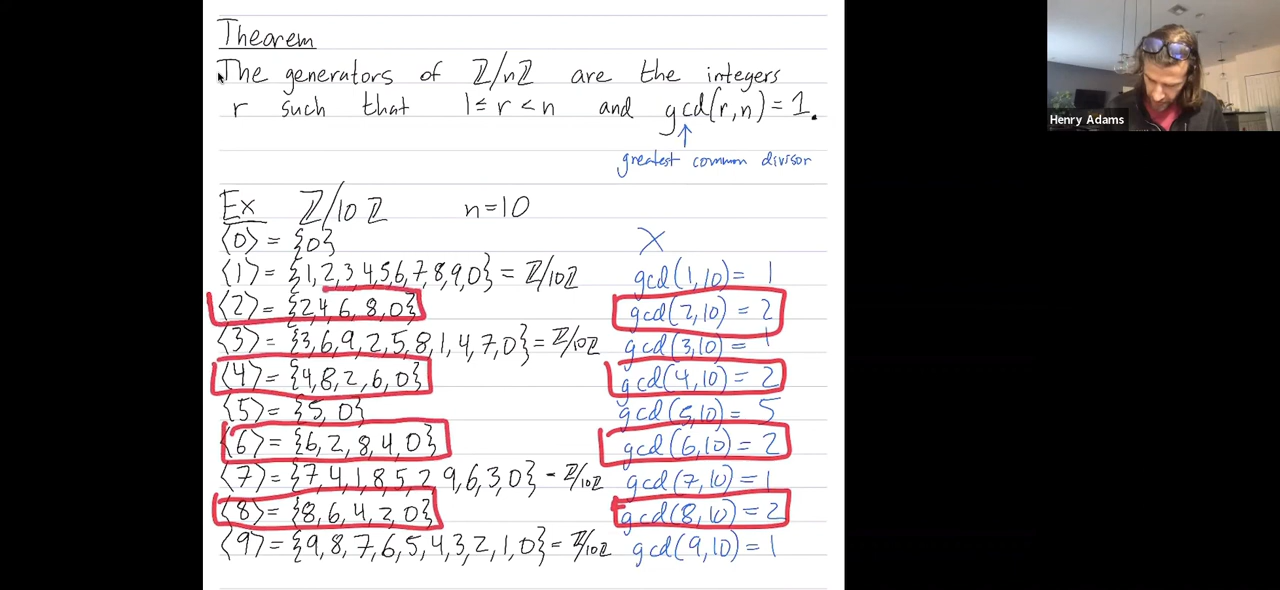 Theorem
The generators of ℤ/nℤ are the integers
r such that 1 ≤ r < n and gcd(r,n) = 1.
↑
greatest common divisor
Henry Adams
Ex ℤ/10ℤ n=10
⟨0⟩ = {0} X
⟨1⟩ = {1,2,3,4,5,6,7,8,9,0} = ℤ/10ℤ gcd(1,10) = 1
⟨2⟩ = {2,4,6,8,0} gcd(2,10) = 2
⟨3⟩ = {3,6,9,2,5,8,1,4,7,0} = ℤ/10ℤ gcd(3,10) = 1
⟨4⟩ = {4,8,2,6,0} gcd(4,10) = 2
⟨5⟩ = {5,0} gcd(5,10) = 5
⟨6⟩ = {6,2,8,4,0} gcd(6,10) = 2
⟨7⟩ = {7,4,1,8,5,2,9,6,3,0} = ℤ/10ℤ gcd(7,10) = 1
⟨8⟩ = {8,6,4,2,0} gcd(8,10) = 2
⟨9⟩ = {9,8,7,6,5,4,3,2,1,0} = ℤ/10ℤ gcd(9,10) = 1